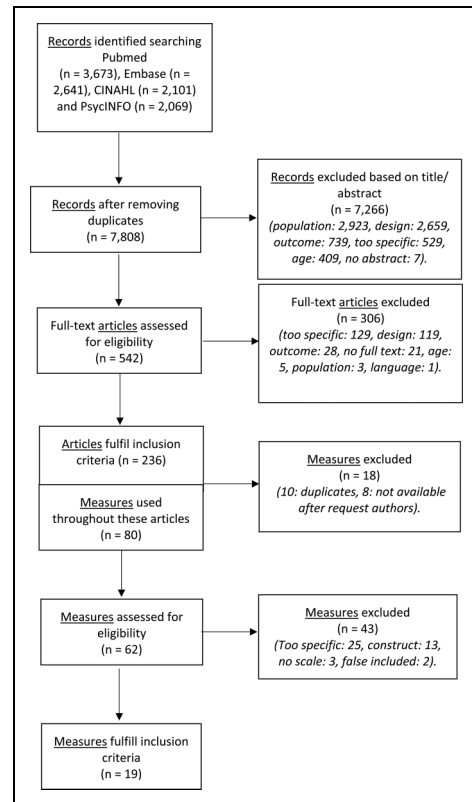 Records identified searching
Pubmed
(n = 3,673), Embase (n =
2,641), CINAHL (n = 2,101)
and PsycINFO (n = 2,069)
Records after removing
duplicates
(n = 7,808)
Records excluded based on title/
abstract
(n = 7,266)
(population: 2,923, design: 2,659,
outcome: 739, too specific: 529,
age: 409, no abstract: 7).
Full-text articles assessed
for eligibility
(n = 542)
Full-text articles excluded
(n = 306)
(too specific: 129, design: 119,
outcome: 28, no full text: 21, age:
5, population: 3, language: 1).
Articles fulfil inclusion
criteria (n = 236)
Measures used
throughout these articles
(n = 80)
Measures excluded
(n = 18)
(10: duplicates, 8: not available
after request authors).
Measures assessed for
eligibility
(n = 62)
Measures excluded
(n = 43)
(Too specific: 25, construct: 13,
no scale: 3, false included: 2).
Measures fulfill inclusion
criteria
(n = 19)